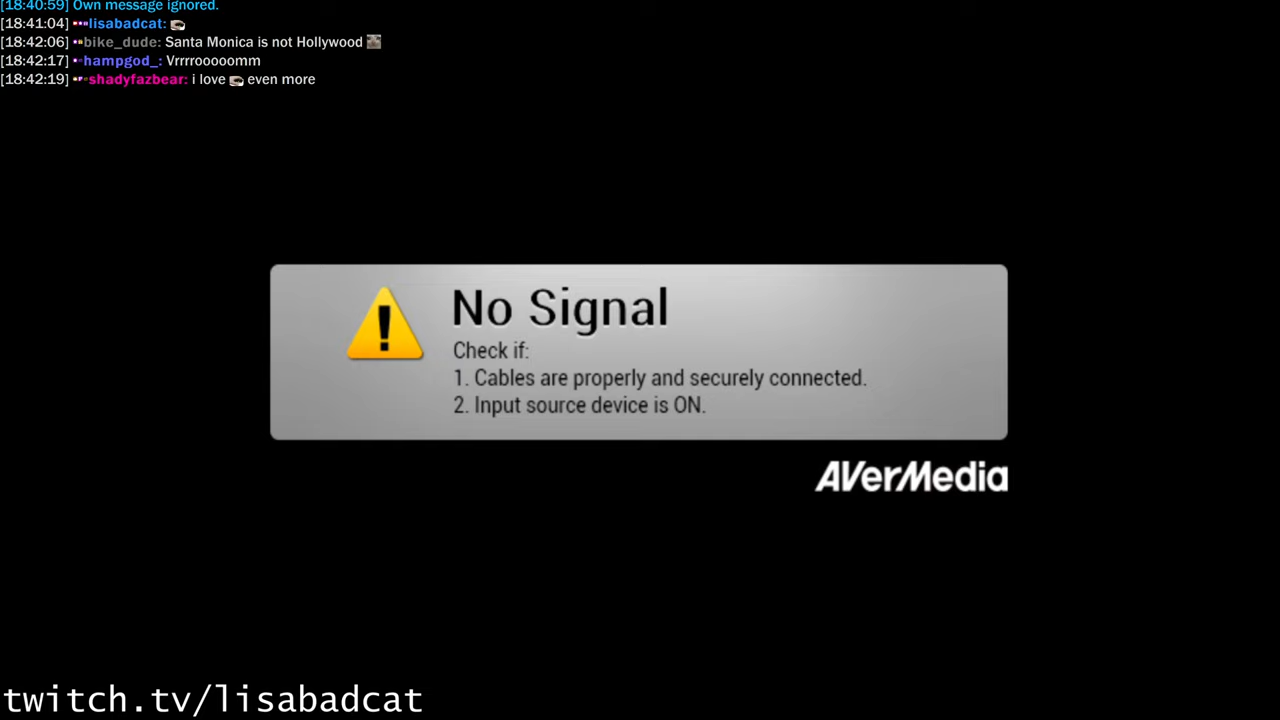 [18:40:59] Own message ignored.
[18:41:04] lisabadcat:
[18:42:06] bike_dude: Santa Monica is not Hollywood
[18:42:17] hampgod_: Vrrrrooooomm
[18:42:19] shadyfazbear: i love even more
No Signal
Check if:
1. Cables are properly and securely connected.
2. Input source device is ON.
AVerMedia
twitch.tv/lisabadcat